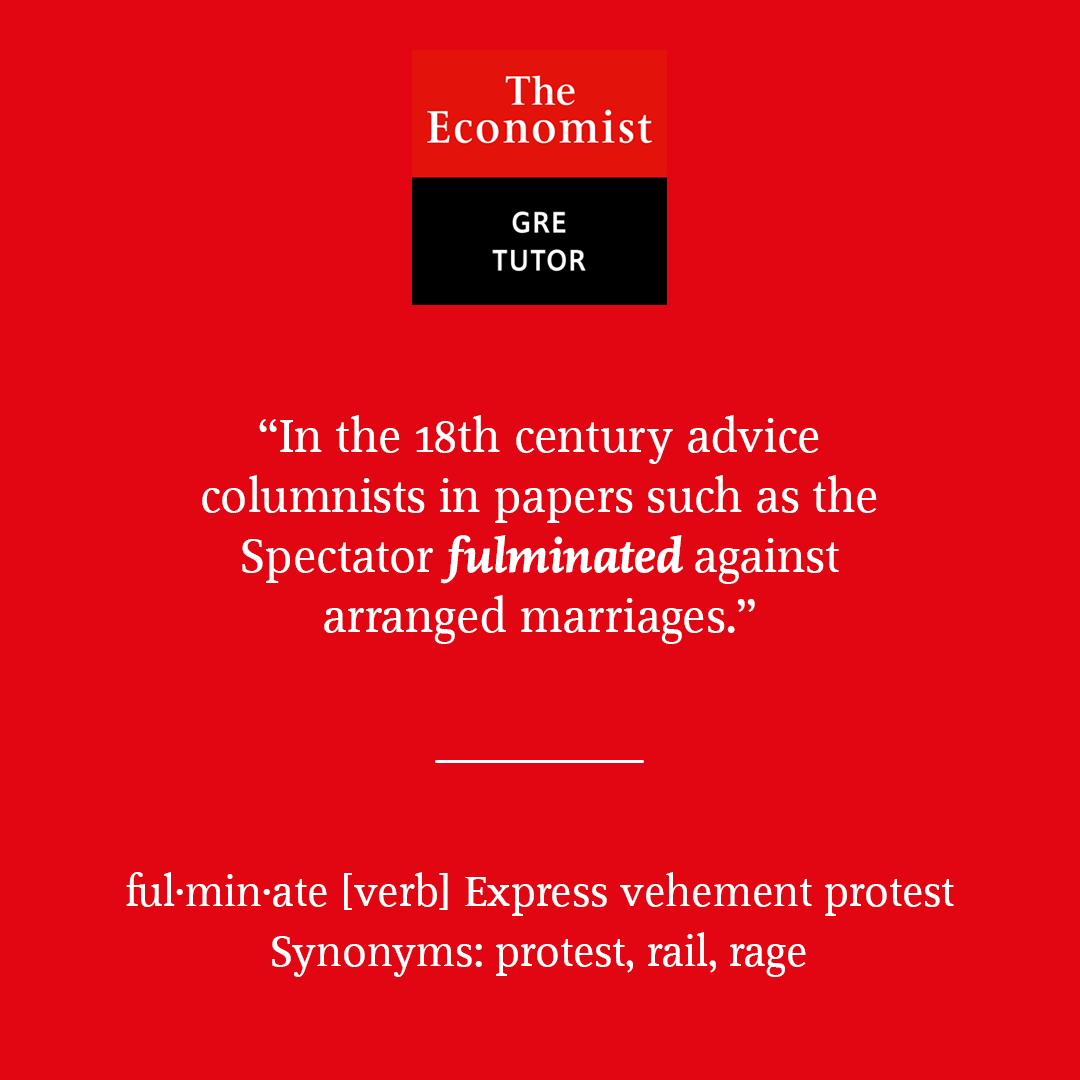 The
Economist
GRE
TUTOR
“In the 18th century advice
columnists in papers such as the
Spectator fulminated against
arranged marriages.”
ful·min·ate [verb] Express vehement protest
Synonyms: protest, rail, rage